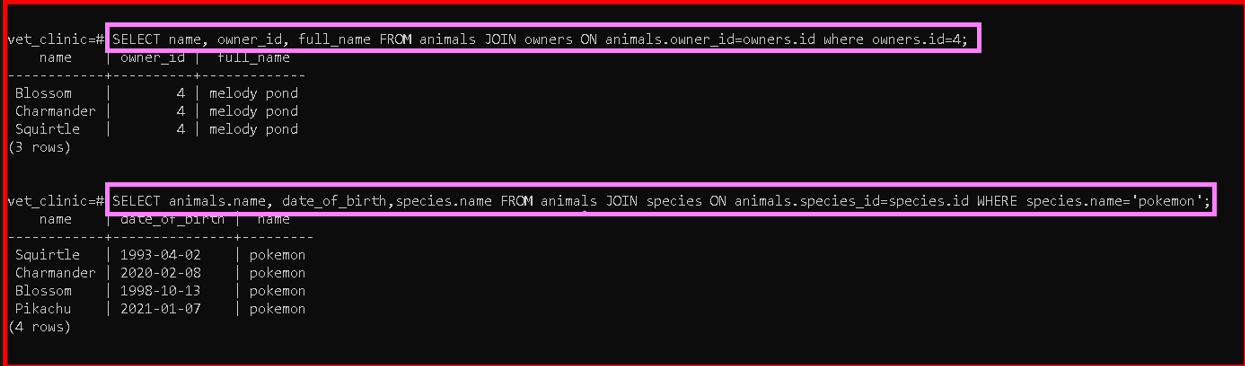 vet_clinic=# SELECT name, owner_id, full_name FROM animals JOIN owners ON animals.owner_id=owners.id where owners.id=4;
    name    | owner_id |  full_name
------------+----------+-------------
 Blossom    |        4 | melody pond
 Charmander |        4 | melody pond
 Squirtle   |        4 | melody pond
(3 rows)
vet_clinic=# SELECT animals.name, date_of_birth,species.name FROM animals JOIN species ON animals.species_id=species.id WHERE species.name='pokemon';
    name    | date_of_birth |  name
------------+---------------+---------
 Squirtle   | 1993-04-02    | pokemon
 Charmander | 2020-02-08    | pokemon
 Blossom    | 1998-10-13    | pokemon
 Pikachu    | 2021-01-07    | pokemon
(4 rows)